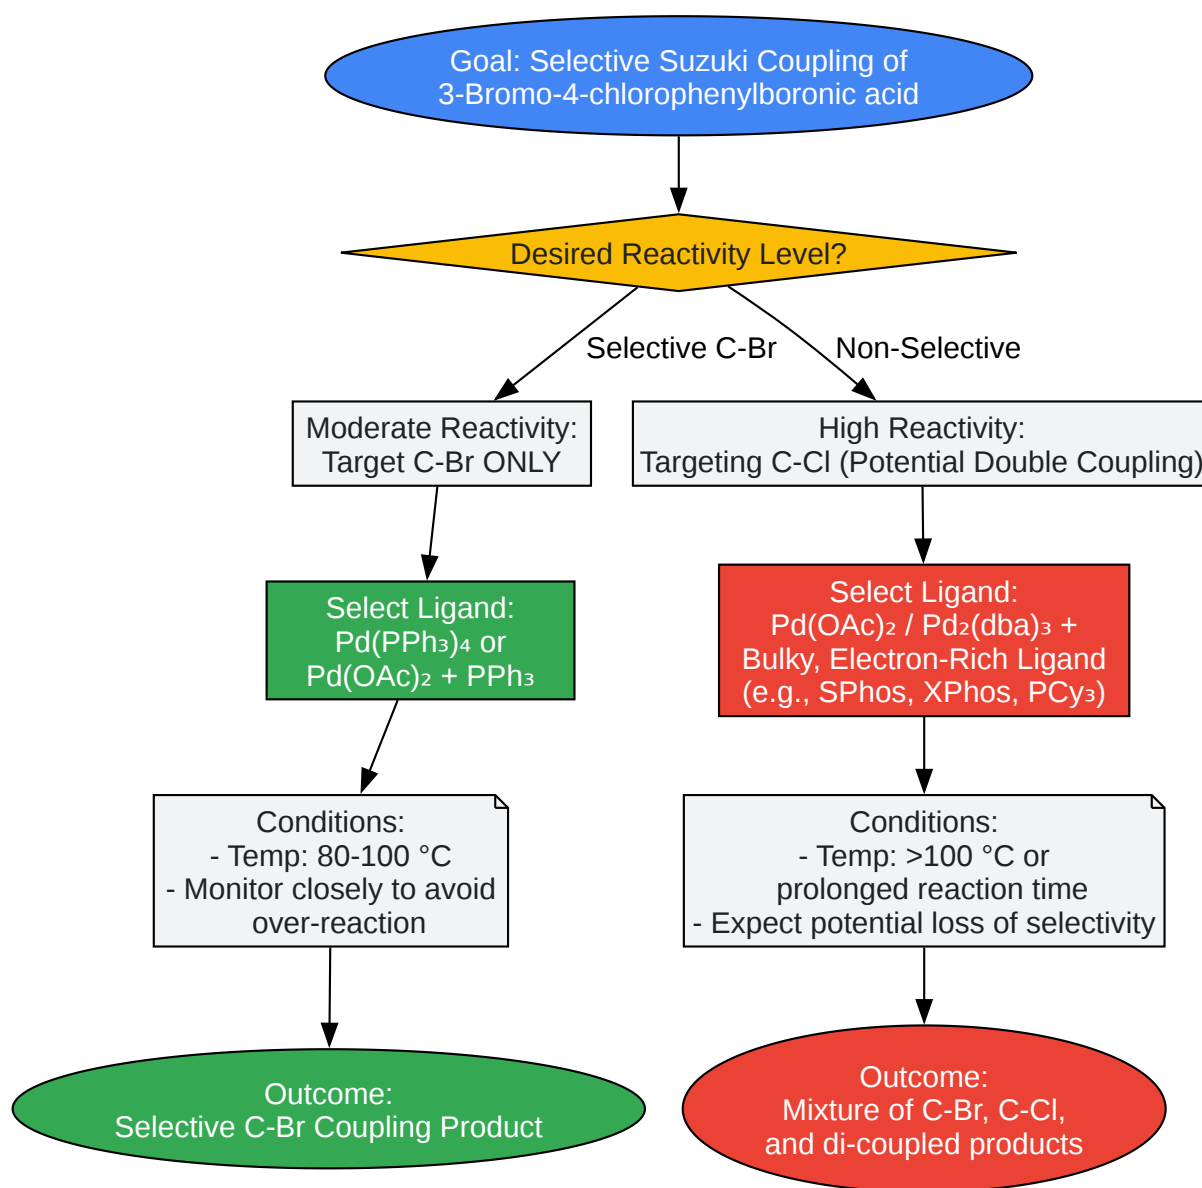 Goal: Selective Suzuki Coupling of
3-Bromo-4-chlorophenylboronic acid
Desired Reactivity Level?
Selective C-Br
Non-Selective
Moderate Reactivity:
Target C-Br ONLY
High Reactivity:
Targeting C-Cl (Potential Double Coupling)
Select Ligand:
Pd(PPh₃)₄ or
Pd(OAc)₂ + PPh₃
Select Ligand:
Pd(OAc)₂ / Pd₂(dba)₃ +
Bulky, Electron-Rich Ligand
(e.g., SPhos, XPhos, PCy₃)
Conditions:
- Temp: 80-100 °C
- Monitor closely to avoid
over-reaction
Conditions:
- Temp: >100 °C or
prolonged reaction time
- Expect potential loss of selectivity
Outcome:
Selective C-Br Coupling Product
Outcome:
Mixture of C-Br, C-Cl,
and di-coupled products